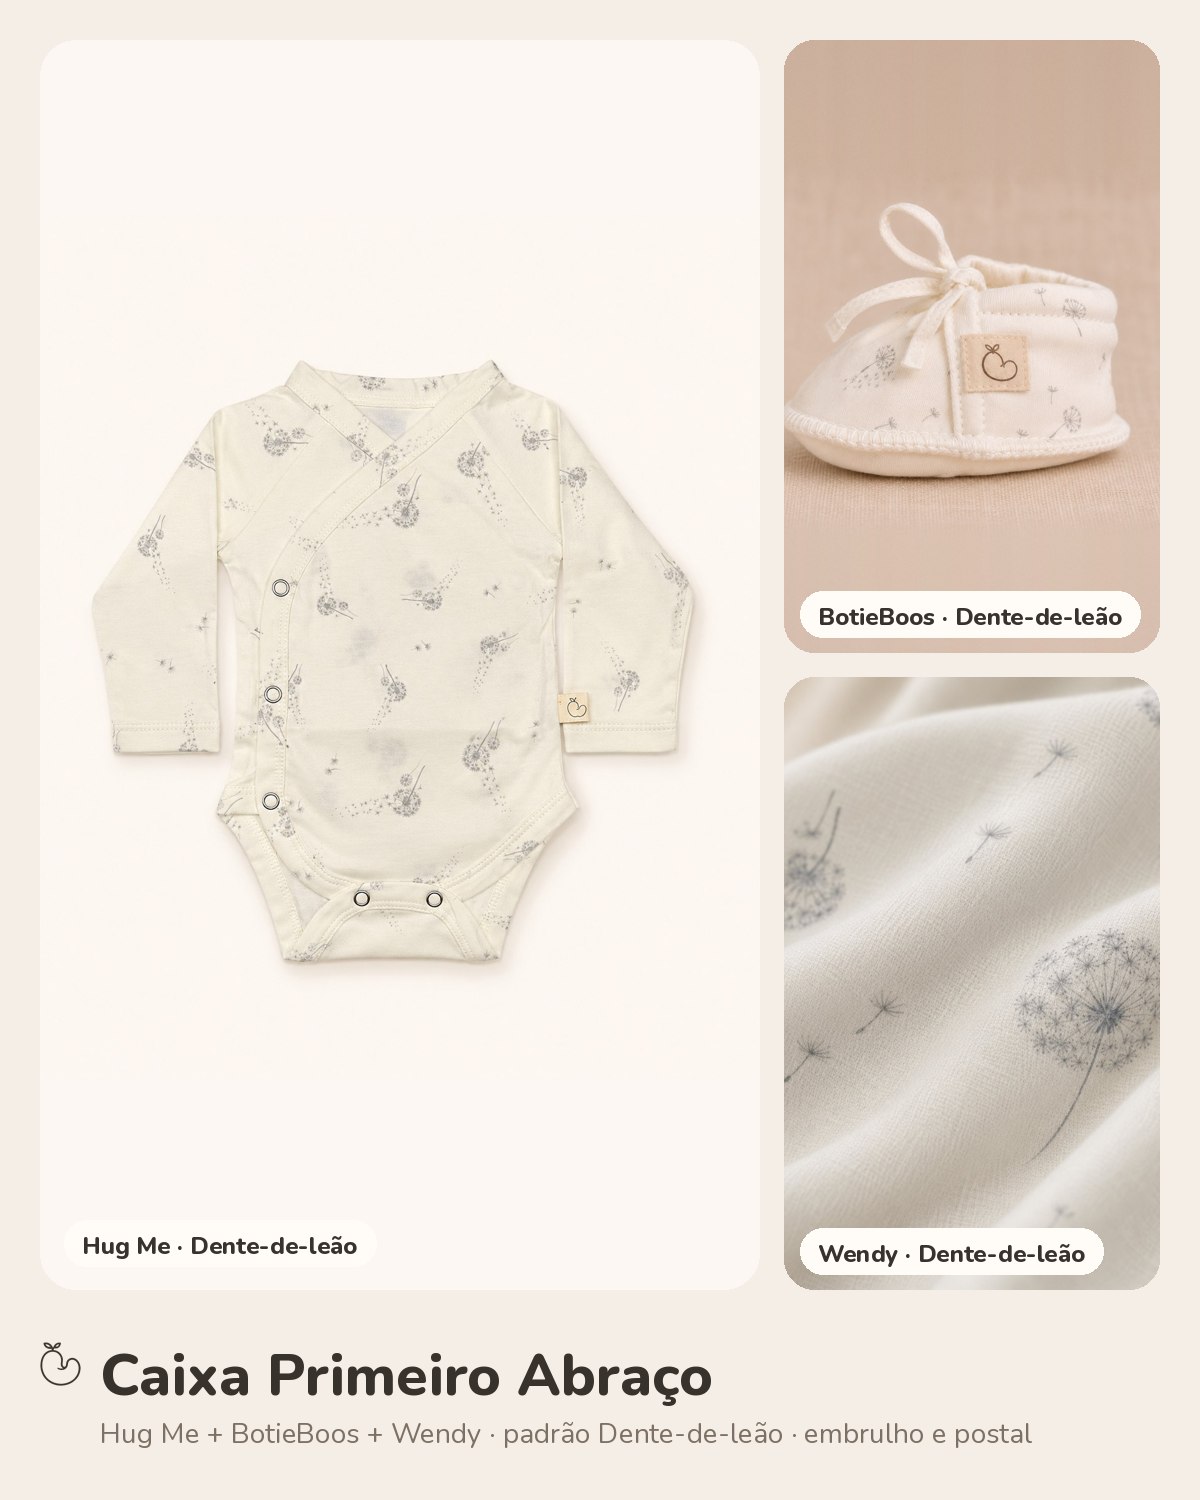 BotieBoos · Dente-de-leão
Hug Me · Dente-de-leão
Wendy · Dente-de-leão
Caixa Primeiro Abraço
Hug Me + BotieBoos + Wendy · padrão Dente-de-leão · embrulho e postal